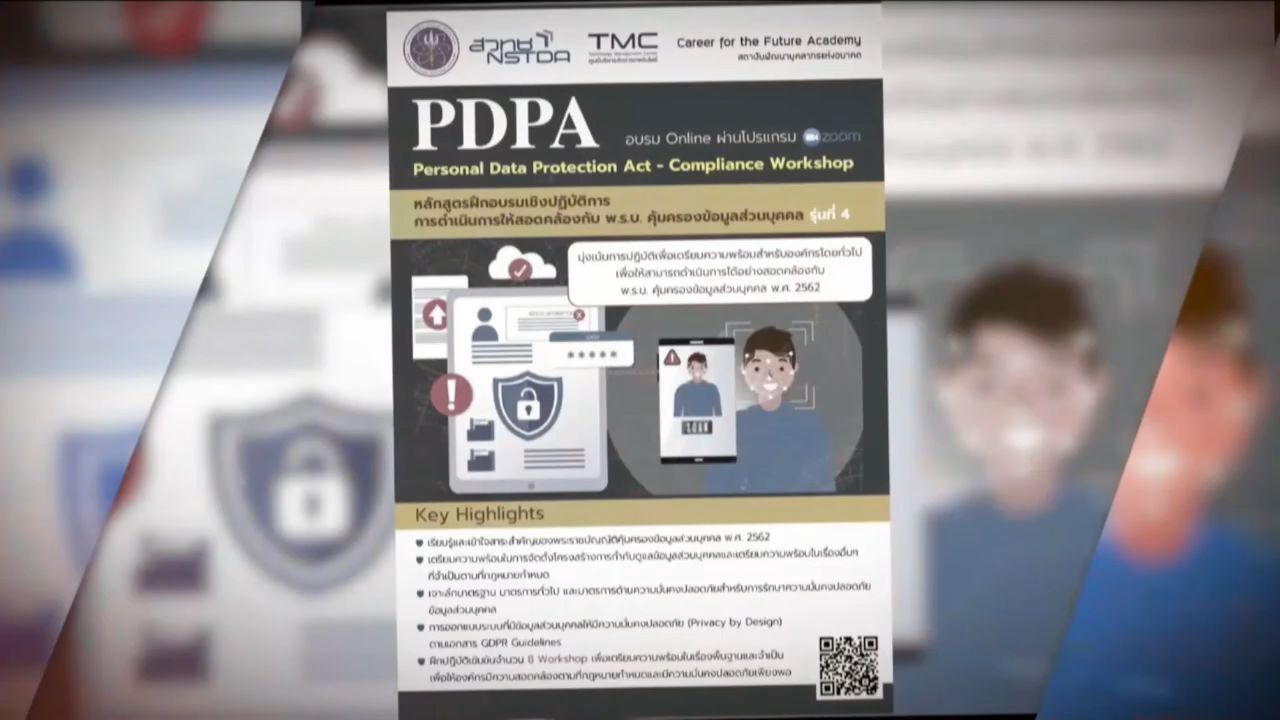 สวทช
NSTDA
TMC
Technology Management Center
ศูนย์บริหารจัดการเทคโนโลยี
Career for the Future Academy
สถาบันพัฒนาบุคลากรแห่งอนาคต
PDPA
อบรม Online ผ่านโปรแกรม zoom
Personal Data Protection Act - Compliance Workshop
หลักสูตรฝึกอบรมเชิงปฏิบัติการ
การดำเนินการให้สอดคล้องกับ พ.ร.บ. คุ้มครองข้อมูลส่วนบุคคล รุ่นที่ 4
มุ่งเน้นการปฏิบัติเพื่อเตรียมความพร้อมสำหรับองค์กรโดยทั่วไป
เพื่อให้สามารถดำเนินการได้อย่างสอดคล้องกับ
พ.ร.บ. คุ้มครองข้อมูลส่วนบุคคล พ.ศ. 2562
*****
Key Highlights
เรียนรู้และเข้าใจสาระสำคัญของพระราชบัญญัติคุ้มครองข้อมูลส่วนบุคคล พ.ศ. 2562
เตรียมความพร้อมในการจัดตั้งโครงสร้างการกำกับดูแลข้อมูลส่วนบุคคลและเตรียมความพร้อมในเรื่องอื่นๆ
ที่จำเป็นตามที่กฎหมายกำหนด
เจาะลึกมาตรฐาน มาตรการทั่วไป และมาตรการด้านความมั่นคงปลอดภัยสำหรับการรักษาความมั่นคงปลอดภัย
ข้อมูลส่วนบุคคล
การออกแบบระบบที่มีข้อมูลส่วนบุคคลให้มีความมั่นคงปลอดภัย (Privacy by Design)
ตามเอกสาร GDPR Guidelines
ฝึกปฏิบัติเข้มข้นจำนวน 8 Workshop เพื่อเตรียมความพร้อมในเรื่องพื้นฐานและจำเป็น
เพื่อให้องค์กรมีความสอดคล้องตามที่กฎหมายกำหนดและมีความมั่นคงปลอดภัยเพียงพอ